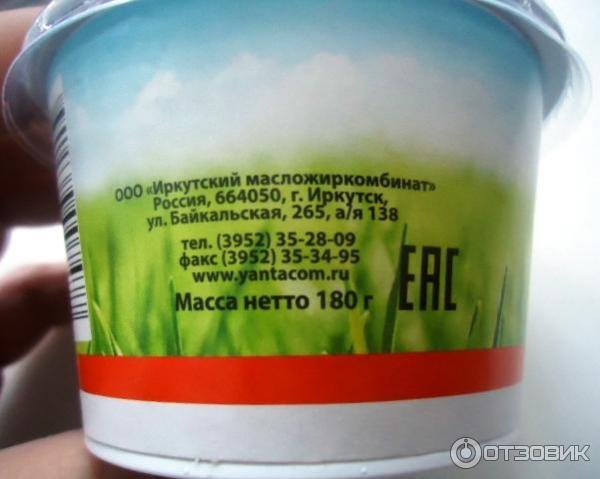 ООО «Иркутский масложиркомбинат»
Россия, 664050, г. Иркутск,
ул. Байкальская, 265, а/я 138
тел. (3952) 35-28-09
факс (3952) 35-34-95
www.yantacom.ru
Масса нетто 180 г
ЕАС
ОТЗОВИК